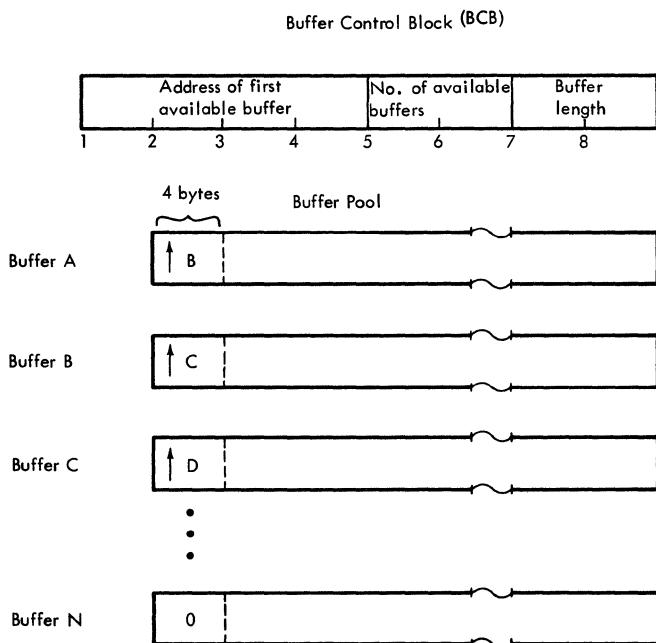 Buffer Control Block (BCB)
Address of first
available buffer
No. of available
buffers
Buffer
length
1 2 3 4 5 6 7 8
4 bytes
Buffer Pool
Buffer A
B
Buffer B
C
Buffer C
D
Buffer N
0